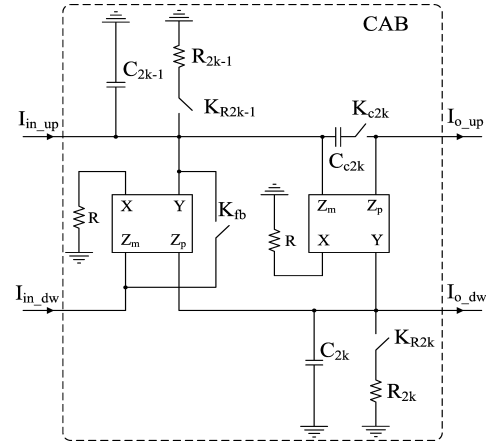 CAB
C2k-1
R2k-1
KR2k-1
Iin_up
Kc2k
Io_up
Cc2k
R
X
Y
Zm
Zp
Kfb
Zm
Zp
X
Y
R
Iin_dw
Io_dw
C2k
KR2k
R2k